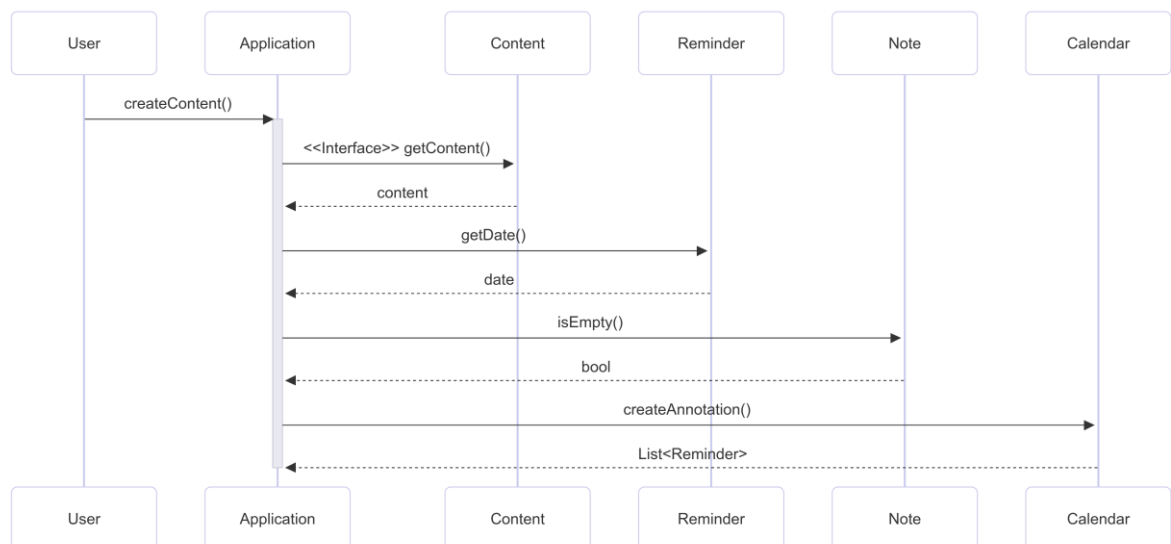 User Application Content Reminder Note Calendar
createContent()
<<Interface>> getContent()
content
getDate()
date
isEmpty()
bool
createAnnotation()
List<Reminder>
User Application Content Reminder Note Calendar